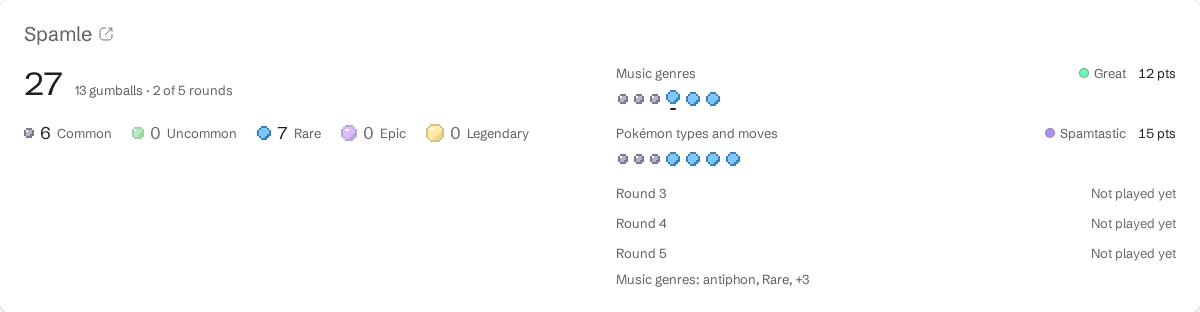 Spamle
27 13 gumballs · 2 of 5 rounds
6 Common 0 Uncommon 7 Rare 0 Epic 0 Legendary
Music genres Great 12 pts
Pokémon types and moves Spamtastic 15 pts
Round 3 Not played yet
Round 4 Not played yet
Round 5 Not played yet
Music genres: antiphon, Rare, +3